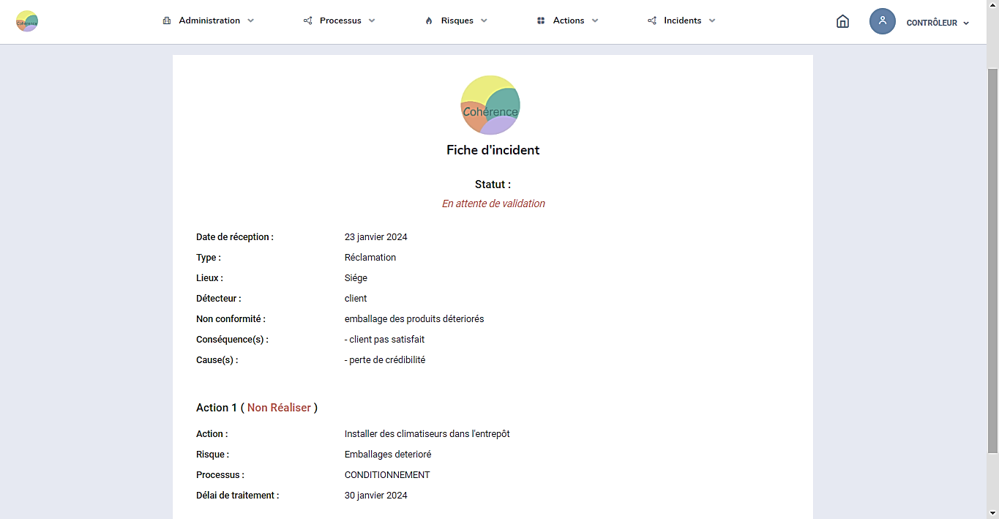 Cohérence
Administration
Processus
Risques
Actions
Incidents
CONTRÔLEUR
Cohérence
Fiche d'incident
Statut :
En attente de validation
Date de réception : 23 janvier 2024
Type : Réclamation
Lieux : Siége
Détecteur : client
Non conformité : emballage des produits déteriorés
Conséquence(s) : - client pas satisfait
Cause(s) : - perte de crédibilité
Action 1 ( Non Réaliser )
Action : Installer des climatiseurs dans l'entrepôt
Risque : Emballages deterioré
Processus : CONDITIONNEMENT
Délai de traitement : 30 janvier 2024